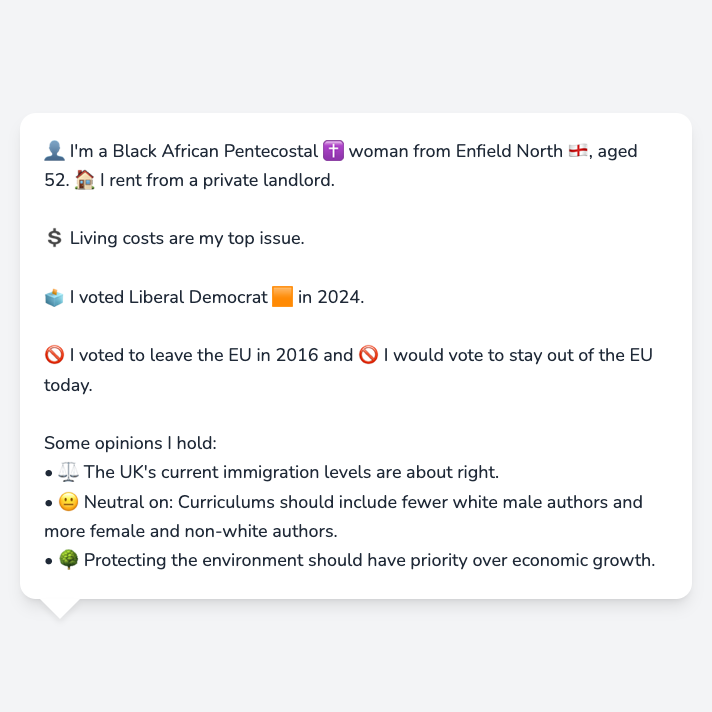 👤 I'm a Black African Pentecostal ✝️ woman from Enfield North 🏴󠁧󠁢󠁥󠁮󠁧󠁿, aged
52. 🏠 I rent from a private landlord.
💲 Living costs are my top issue.
🗳️ I voted Liberal Democrat 🟧 in 2024.
🚫 I voted to leave the EU in 2016 and 🚫 I would vote to stay out of the EU
today.
Some opinions I hold:
• ⚖️ The UK's current immigration levels are about right.
• 😐 Neutral on: Curriculums should include fewer white male authors and
more female and non-white authors.
• 🌳 Protecting the environment should have priority over economic growth.